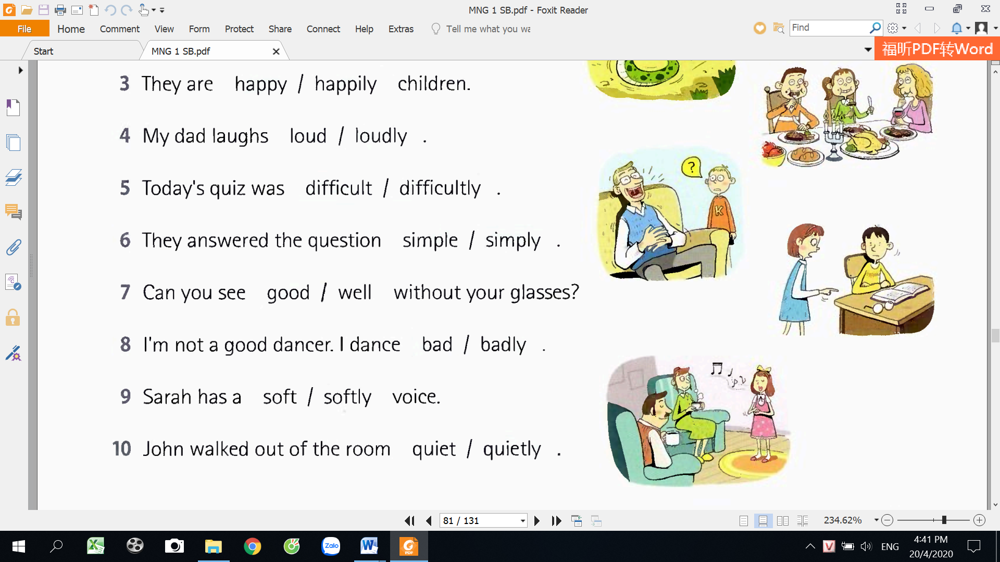 MNG 1 SB.pdf - Foxit Reader
File Home Comment View Form Protect Share Connect Help Extras Tell me what you wa Find
Start MNG 1 SB.pdf 福昕PDF转Word
3 They are happy / happily children.
4 My dad laughs loud / loudly .
?
5 Today's quiz was difficult / difficultly .
K
6 They answered the question simple / simply .
7 Can you see good / well without your glasses?
8 I'm not a good dancer. I dance bad / badly .
9 Sarah has a soft / softly voice.
10 John walked out of the room quiet / quietly .
81 / 131 234.62%
Zalo W PDF V ENG 4:41 PM
20/4/2020